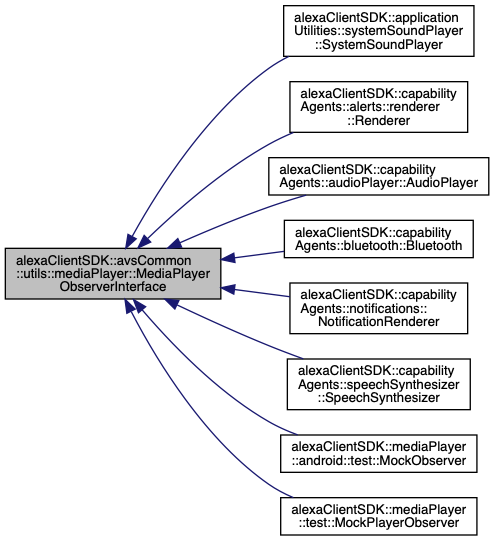 alexaClientSDK::application
Utilities::systemSoundPlayer
::SystemSoundPlayer
alexaClientSDK::capability
Agents::alerts::renderer
::Renderer
alexaClientSDK::capability
Agents::audioPlayer::AudioPlayer
alexaClientSDK::capability
Agents::bluetooth::Bluetooth
alexaClientSDK::avsCommon
::utils::mediaPlayer::MediaPlayer
ObserverInterface
alexaClientSDK::capability
Agents::notifications::
NotificationRenderer
alexaClientSDK::capability
Agents::speechSynthesizer
::SpeechSynthesizer
alexaClientSDK::mediaPlayer
::android::test::MockObserver
alexaClientSDK::mediaPlayer
::test::MockPlayerObserver